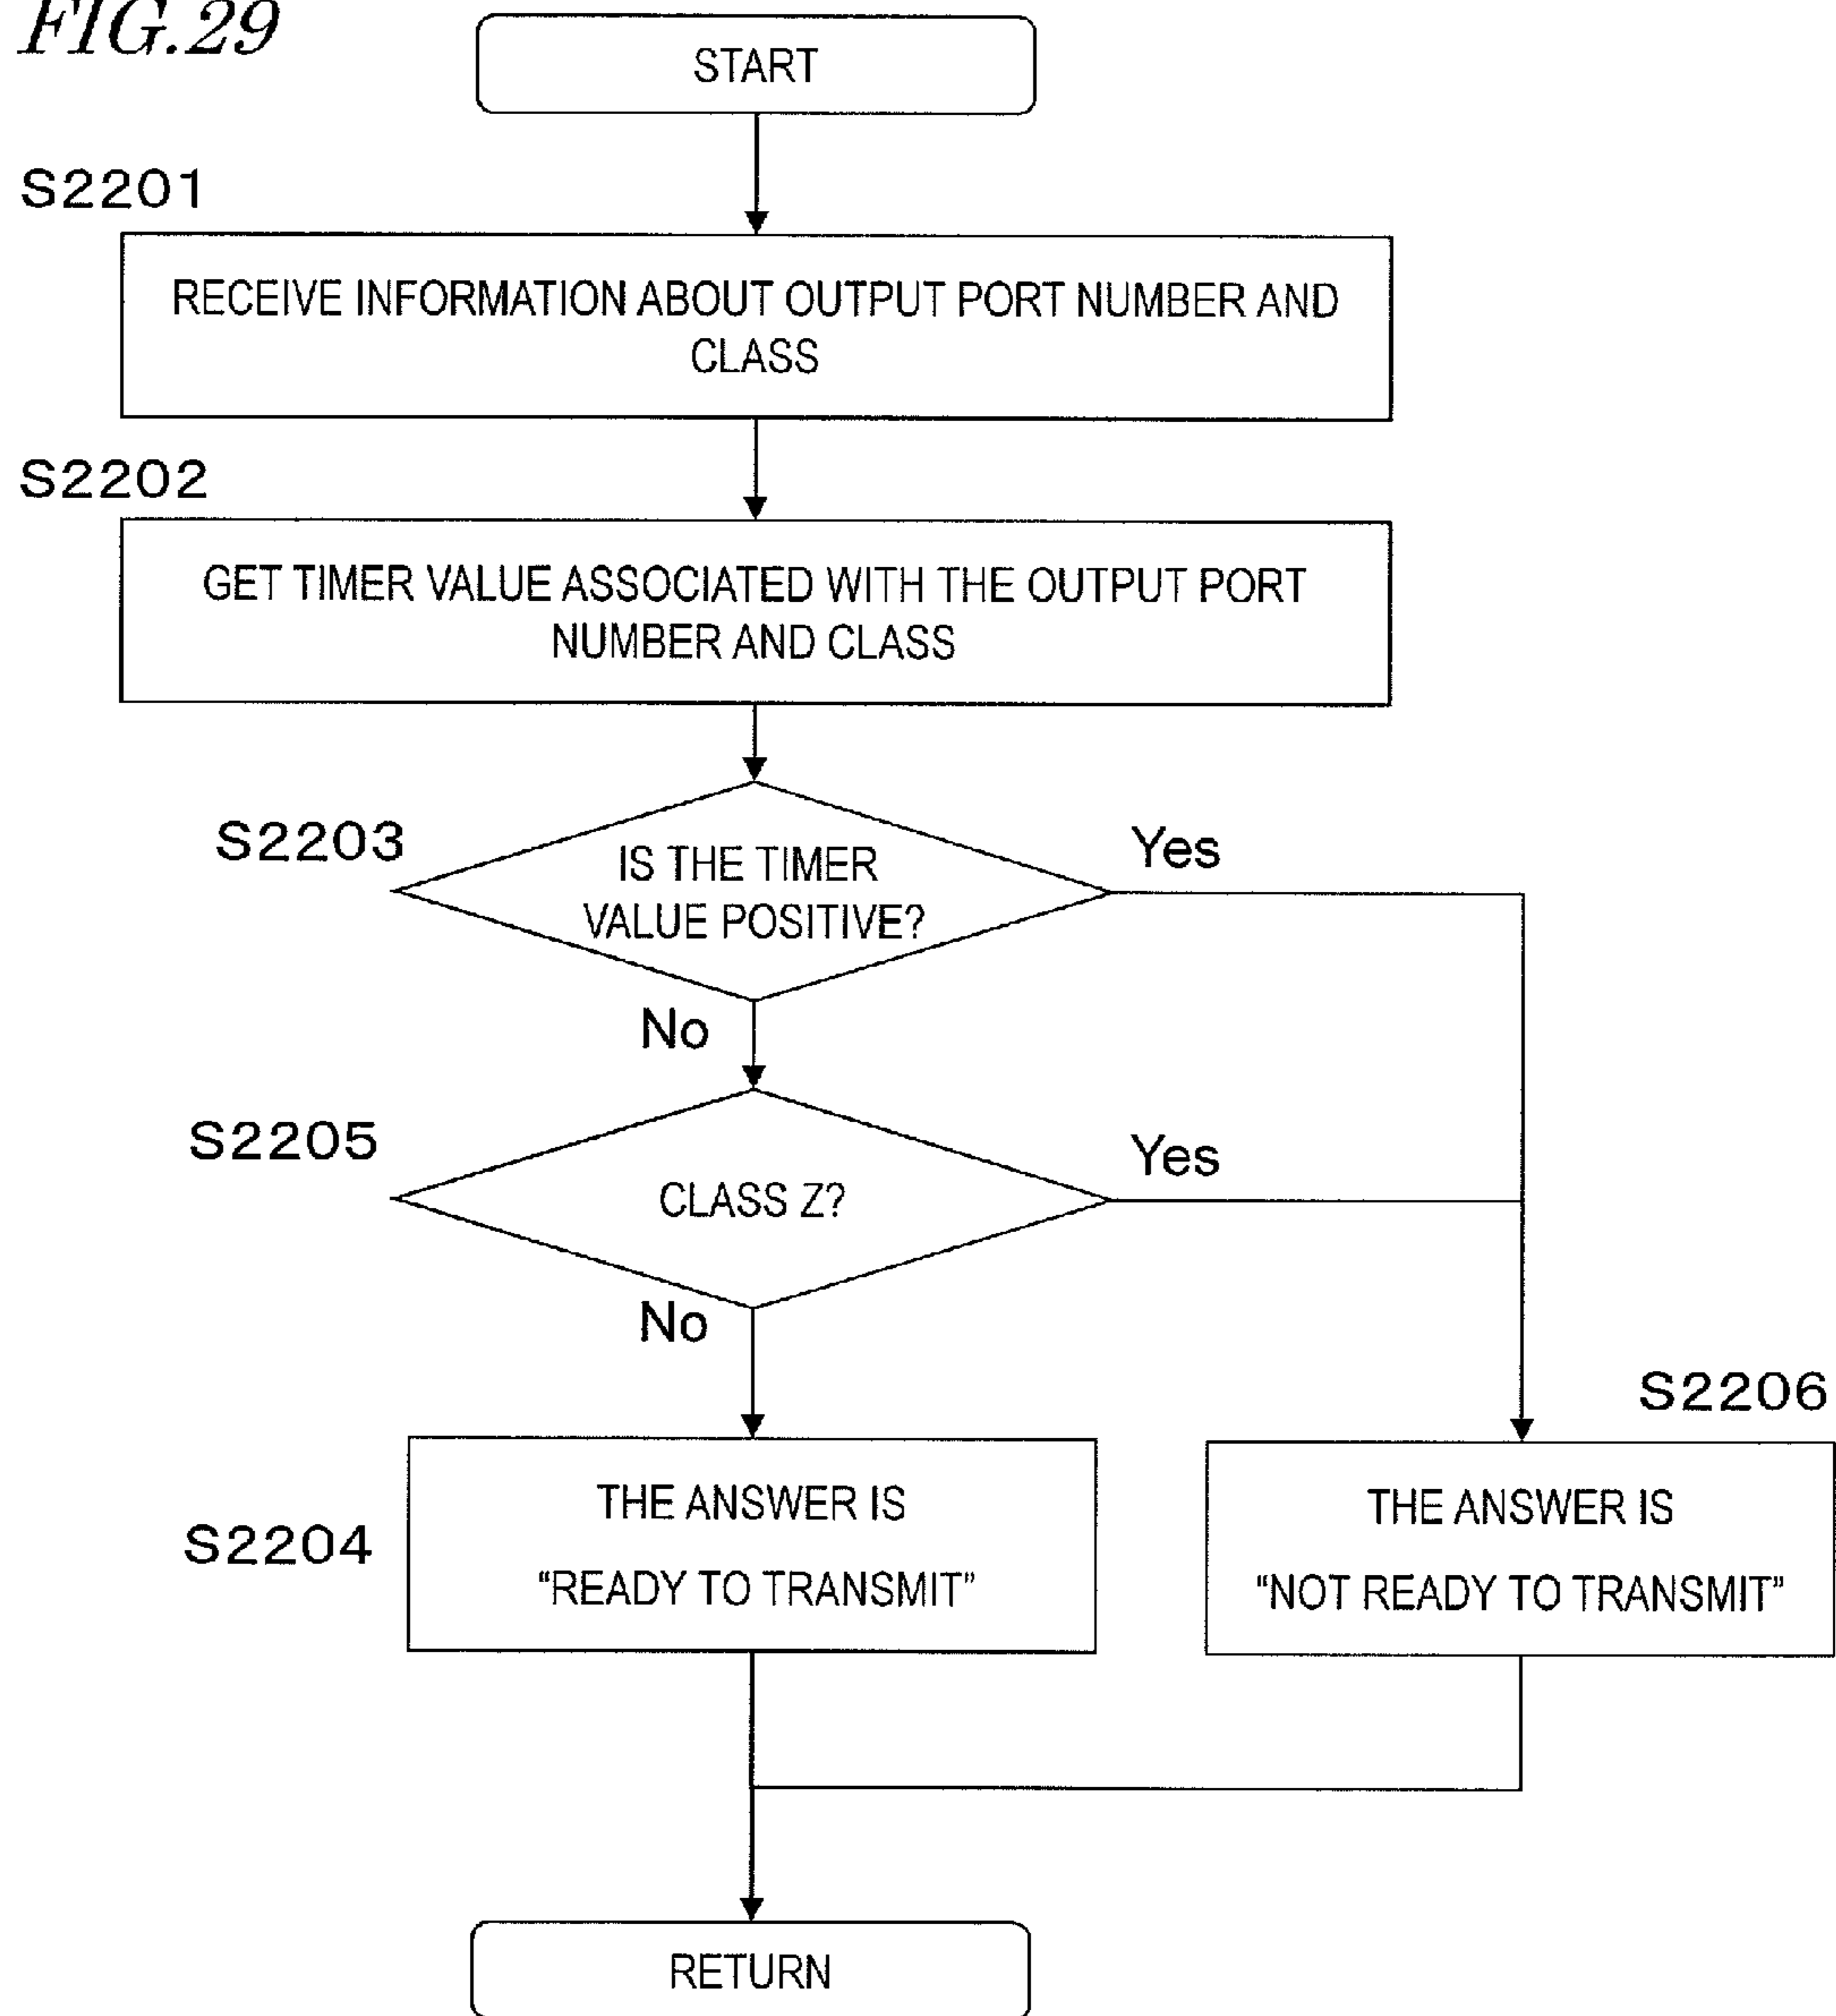 FIG.29
START
S2201
RECEIVE INFORMATION ABOUT OUTPUT PORT NUMBER AND
CLASS
S2202
GET TIMER VALUE ASSOCIATED WITH THE OUTPUT PORT
NUMBER AND CLASS
S2203
IS THE TIMER
VALUE POSITIVE?
Yes
No
S2205
CLASS Z?
Yes
No
S2204
THE ANSWER IS
“READY TO TRANSMIT”
S2206
THE ANSWER IS
“NOT READY TO TRANSMIT”
RETURN